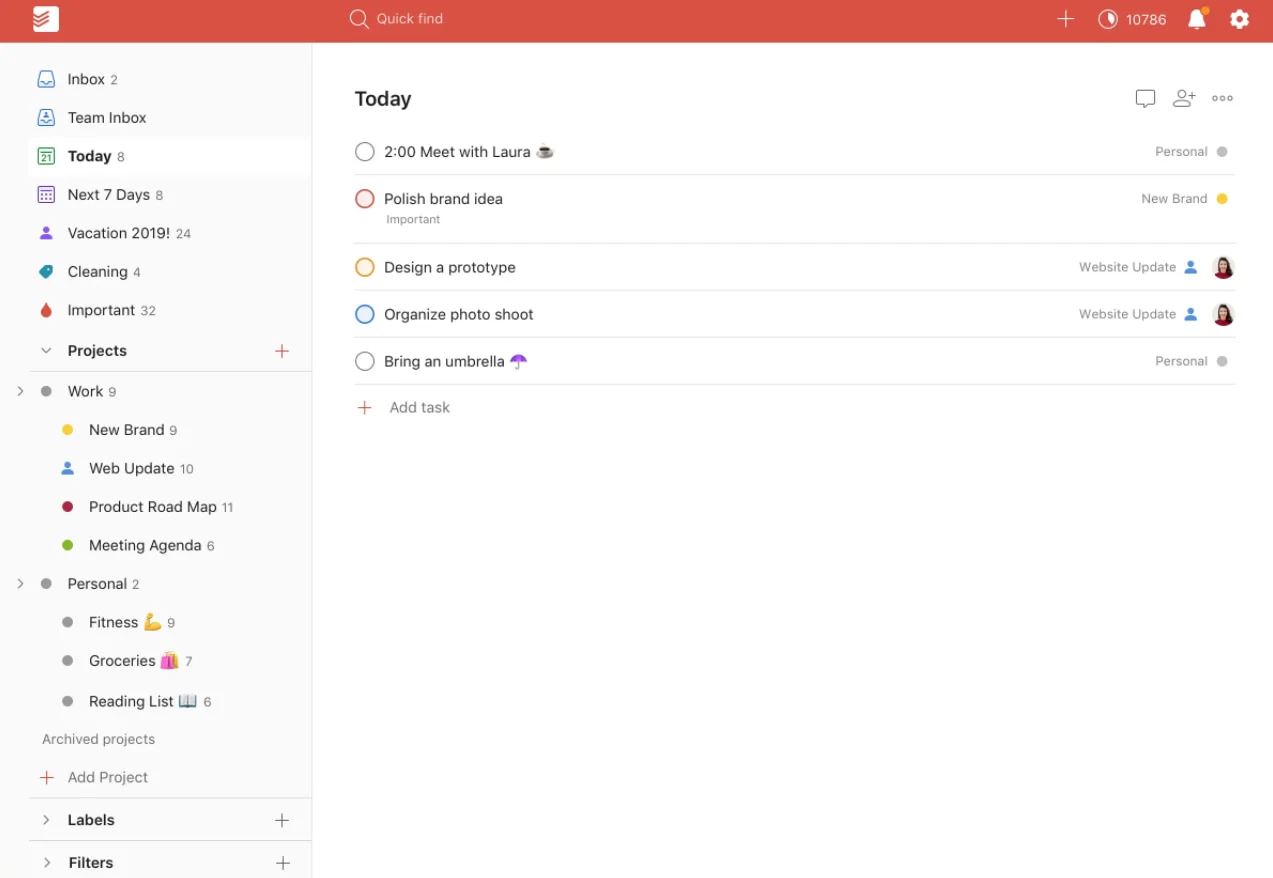 Quick find
10786
Inbox 2
Team Inbox
21 Today 8
Next 7 Days 8
Vacation 2019! 24
Cleaning 4
Important 32
Projects
Work 9
New Brand 9
Web Update 10
Product Road Map 11
Meeting Agenda 6
Personal 2
Fitness 💪 9
Groceries 🛍️ 7
Reading List 📖 6
Archived projects
Add Project
Labels
Filters
Today
2:00 Meet with Laura ☕ Personal
Polish brand idea New Brand
Important
Design a prototype Website Update
Organize photo shoot Website Update
Bring an umbrella ☂️ Personal
Add task